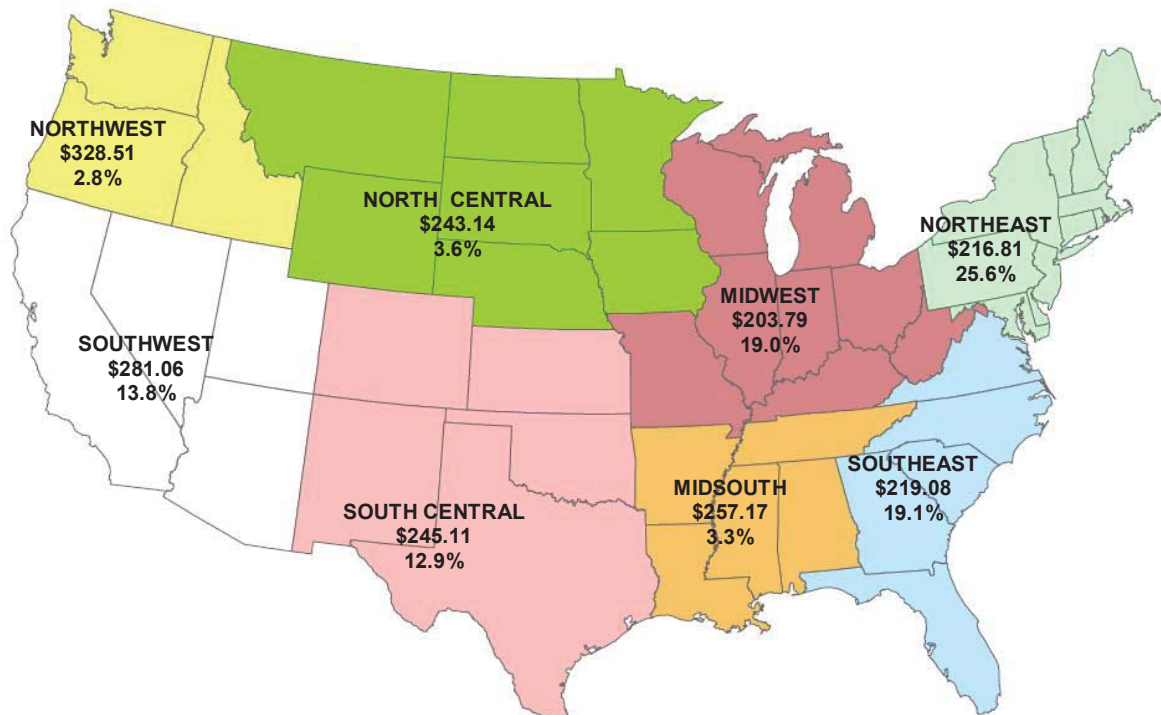 NORTHWEST
$328.51
2.8%
NORTH CENTRAL
$243.14
3.6%
NORTHEAST
$216.81
25.6%
MIDWEST
$203.79
19.0%
SOUTHWEST
$281.06
13.8%
SOUTHEAST
$219.08
19.1%
MIDSOUTH
$257.17
3.3%
SOUTH CENTRAL
$245.11
12.9%